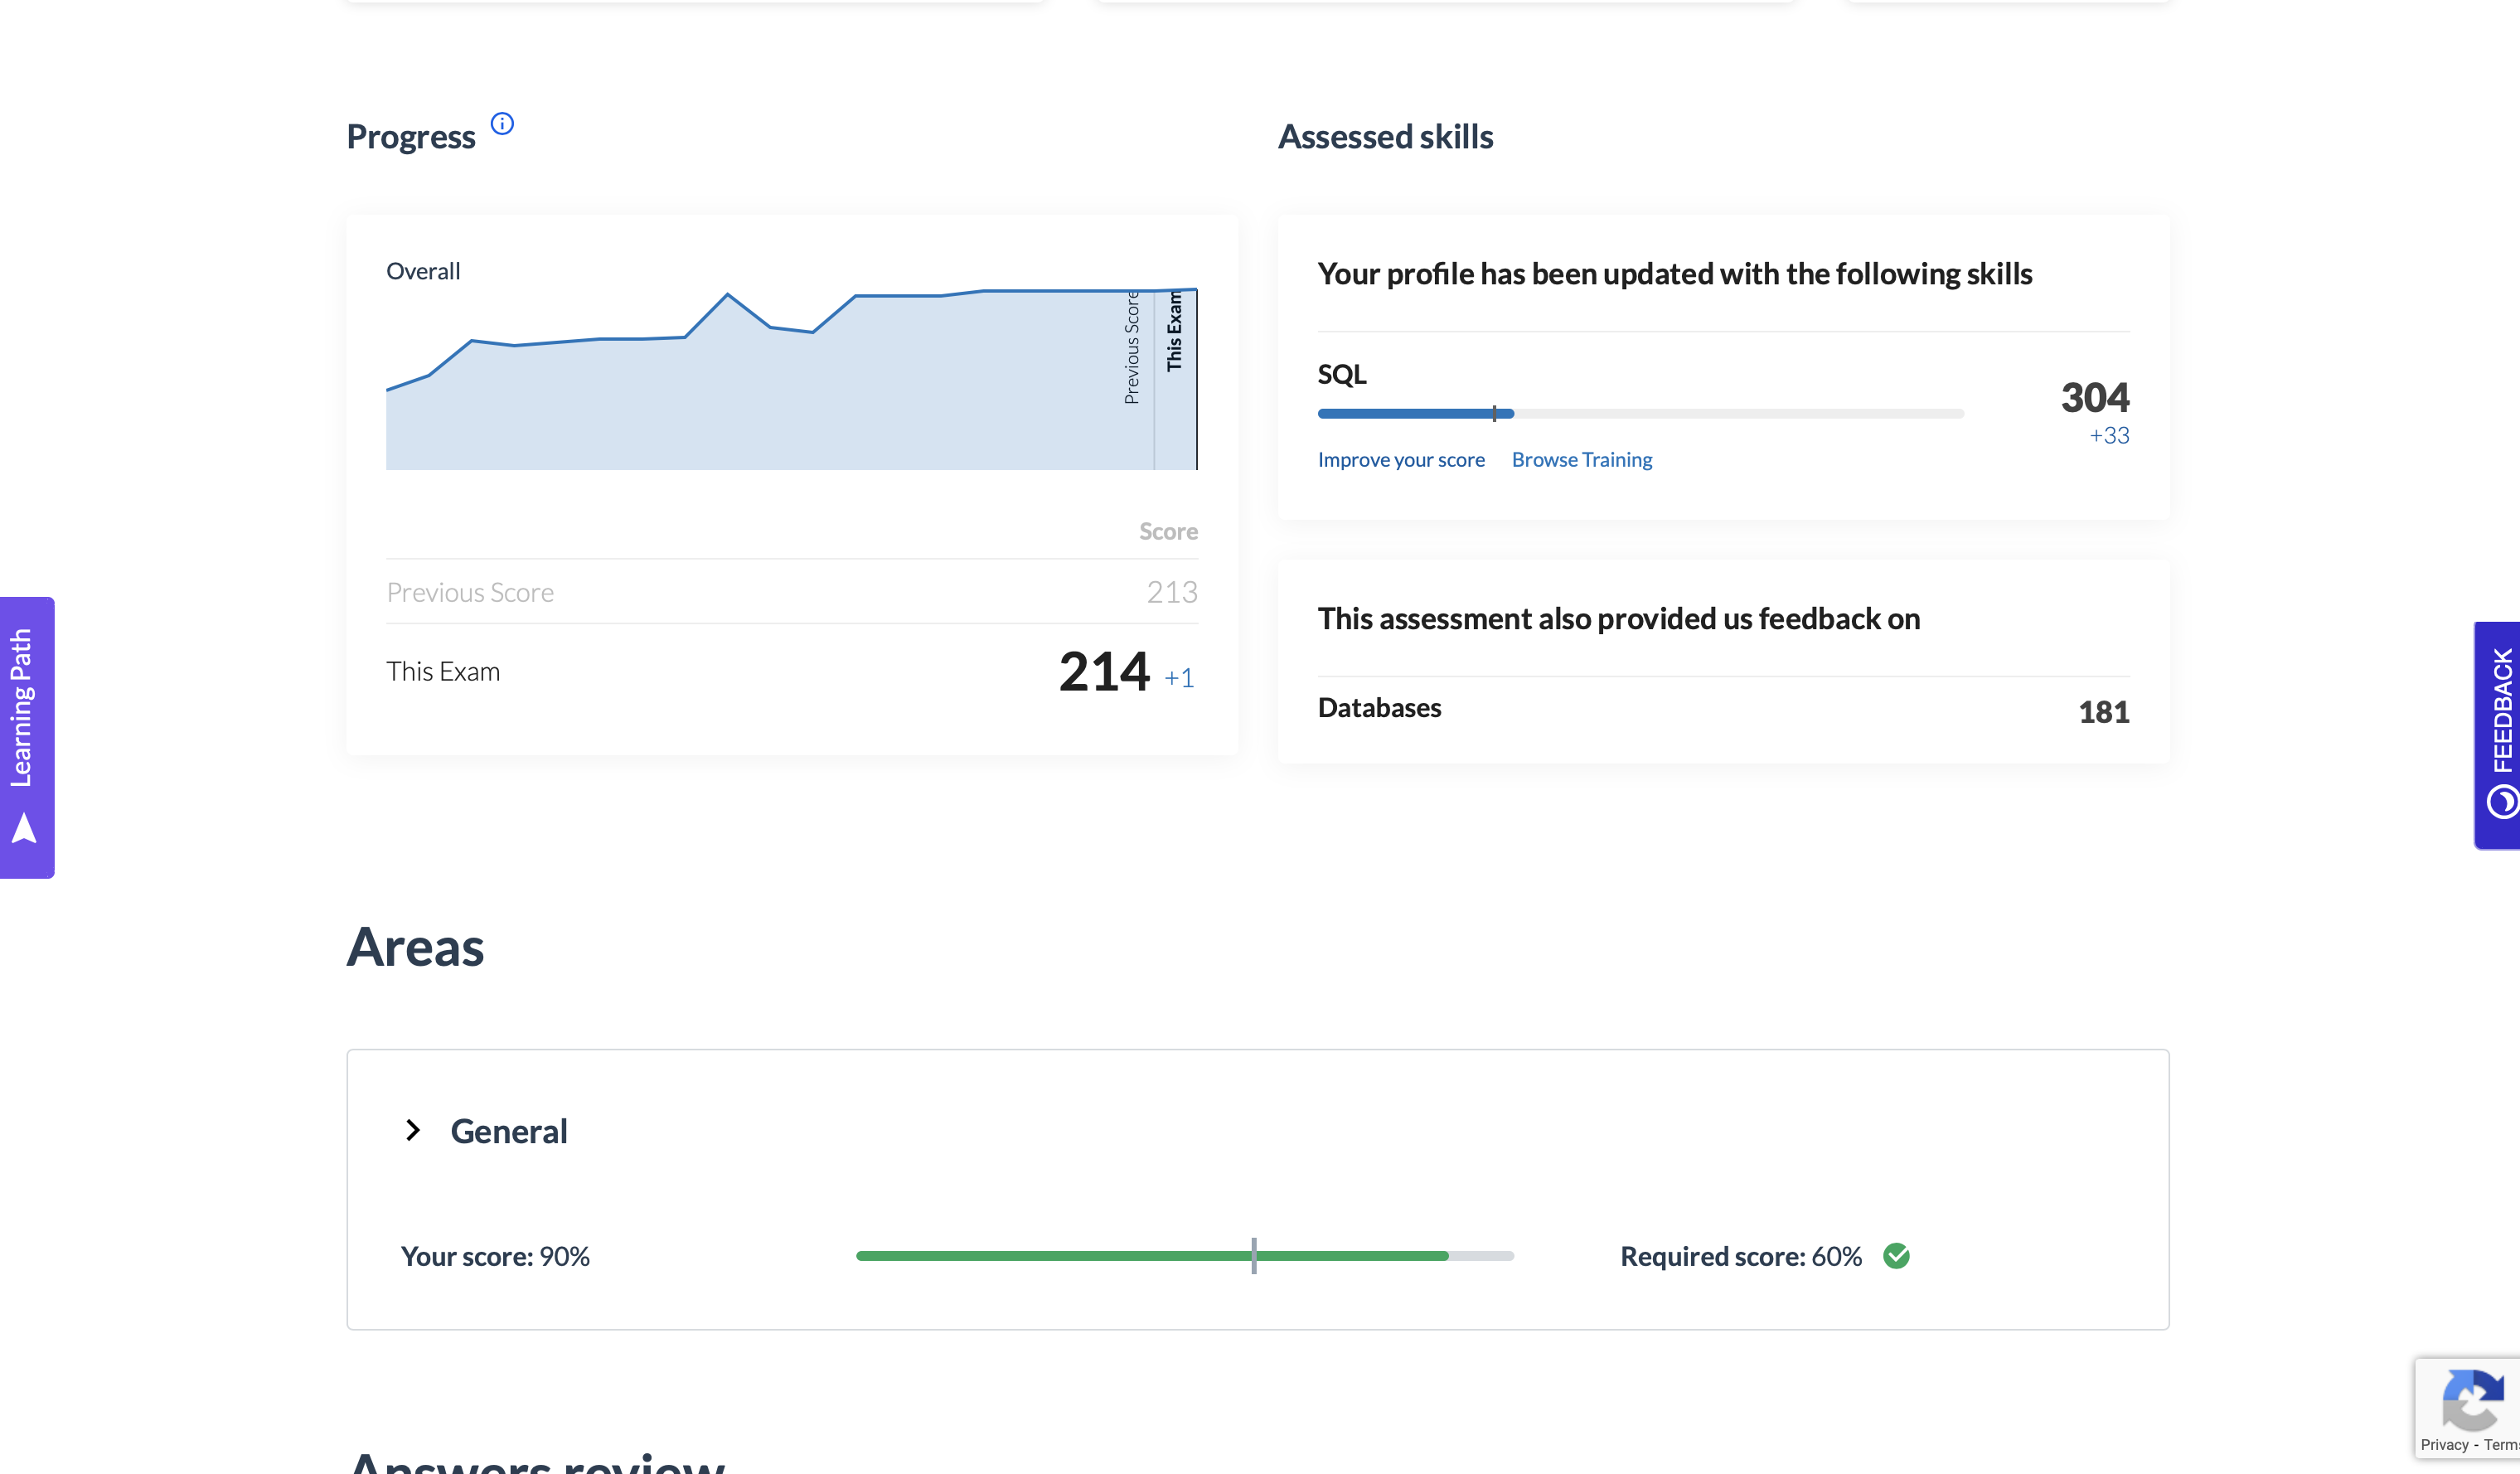 Progress
Assessed skills
Overall
Previous Score
This Exam
Score
Previous Score 213
This Exam 214 +1
Your profile has been updated with the following skills
SQL
304
+33
Improve your score Browse Training
This assessment also provided us feedback on
Databases 181
Learning Path
FEEDBACK
Areas
General
Your score: 90% Required score: 60%
Answers review
Privacy - Terms